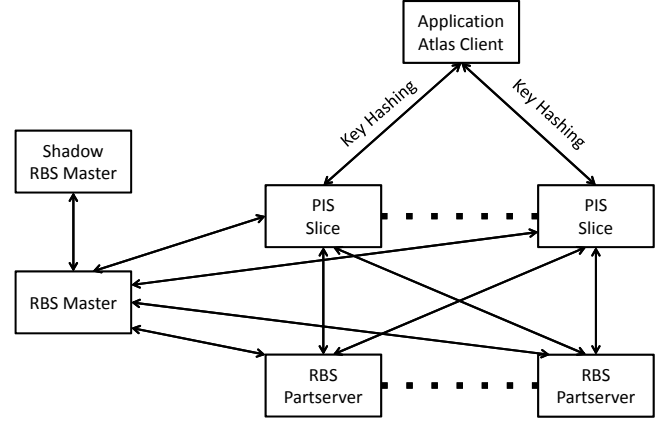 Application
Atlas Client
Key Hashing
Key Hashing
Shadow
RBS Master
PIS
Slice
PIS
Slice
RBS Master
RBS
Partserver
RBS
Partserver